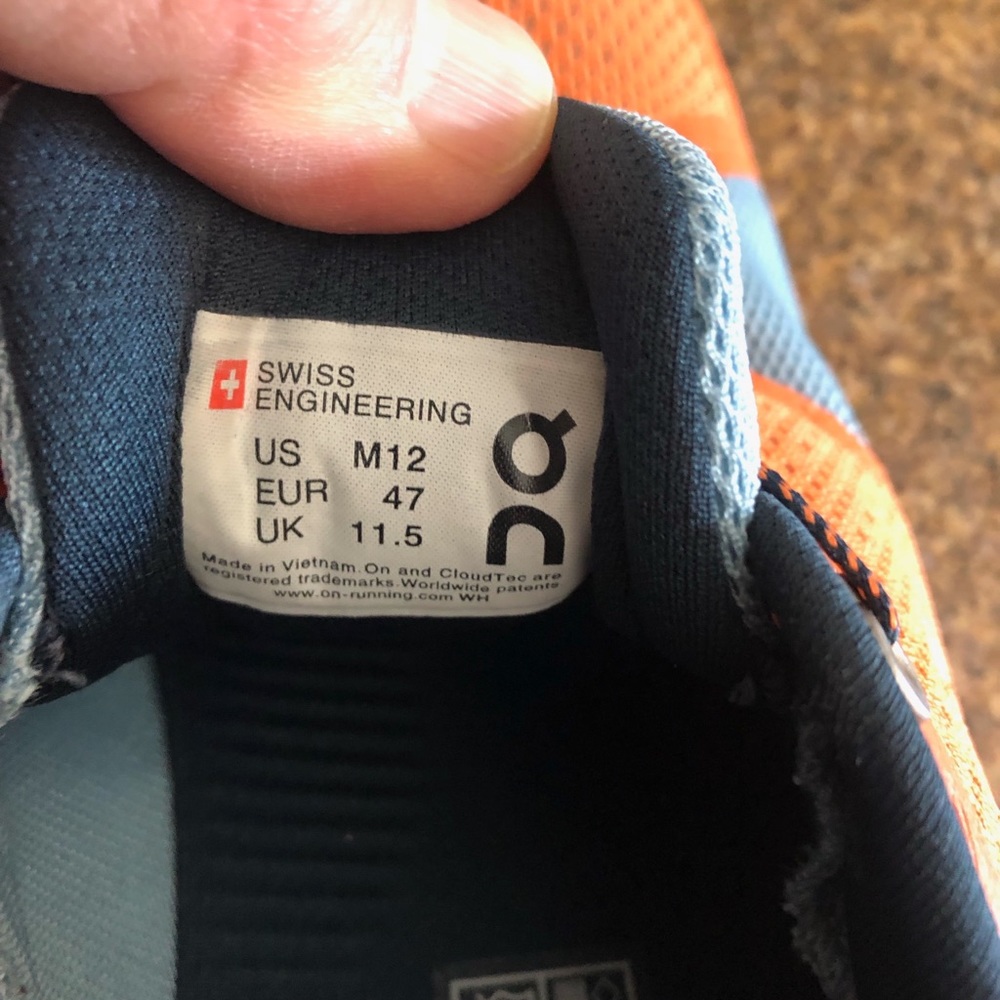 SWISS
ENGINEERING
US M12
EUR 47
UK 11.5
Made in Vietnam.On and CloudTec are
registered trademarks.Worldwide patents
www.on-running.com WH
On